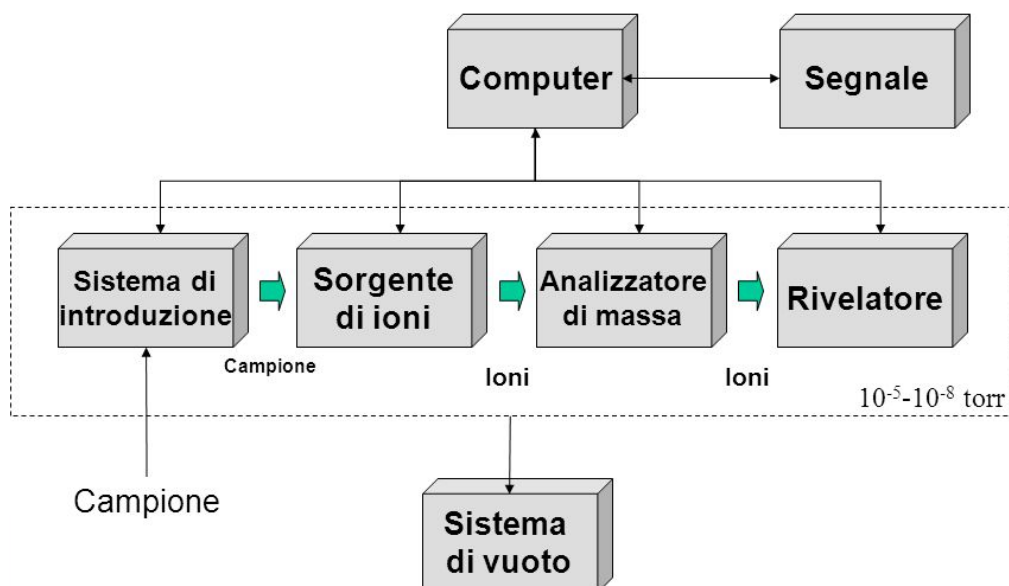 Computer
Segnale
Sistema di
introduzione
Sorgente
di ioni
Analizzatore
di massa
Rivelatore
Campione
Ioni
Ioni
10⁻⁵-10⁻⁸ torr
Campione
Sistema
di vuoto